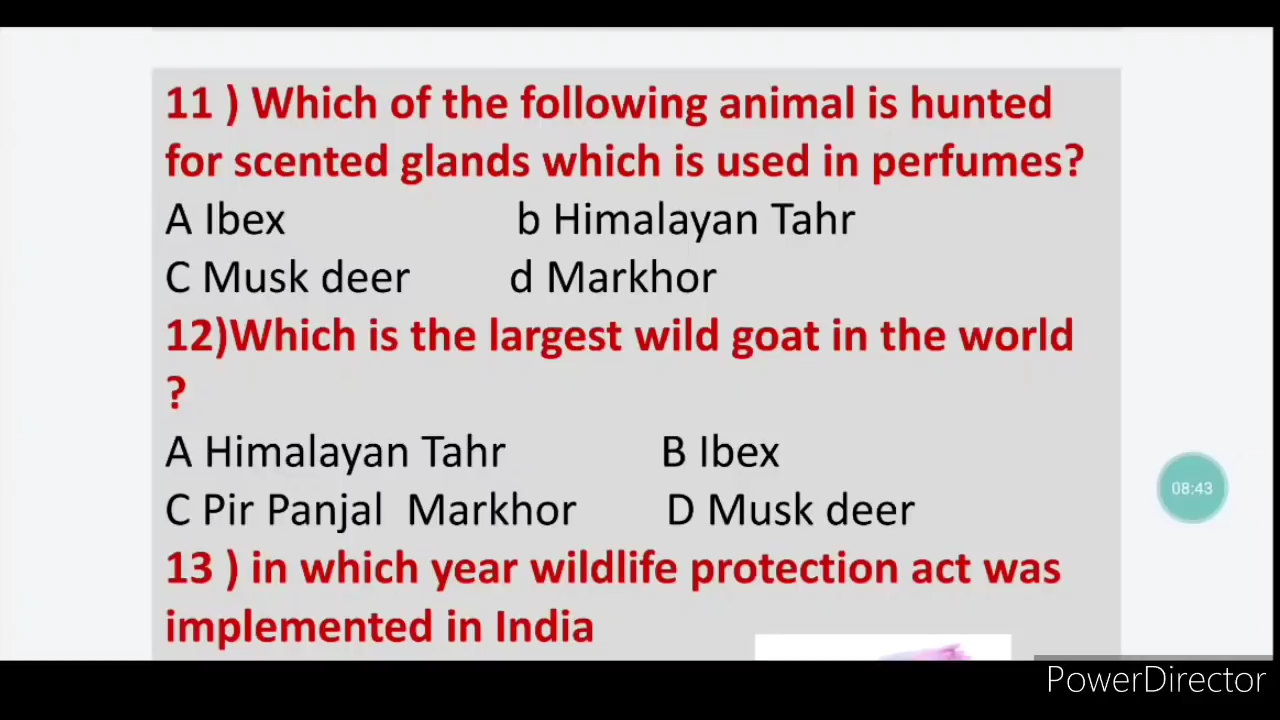 11 ) Which of the following animal is hunted
for scented glands which is used in perfumes?
A Ibex b Himalayan Tahr
C Musk deer d Markhor
12)Which is the largest wild goat in the world
?
A Himalayan Tahr B Ibex
C Pir Panjal Markhor D Musk deer
13 ) in which year wildlife protection act was
implemented in India
08:43
PowerDirector